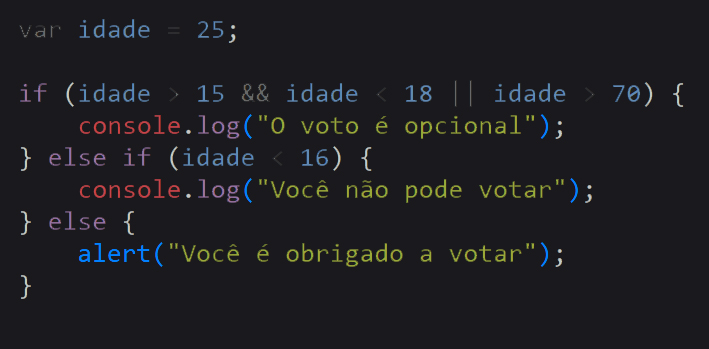 var idade = 25;
if (idade > 15 && idade < 18 || idade > 70) {
    console.log("O voto é opcional");
} else if (idade < 16) {
    console.log("Você não pode votar");
} else {
    alert("Você é obrigado a votar");
}